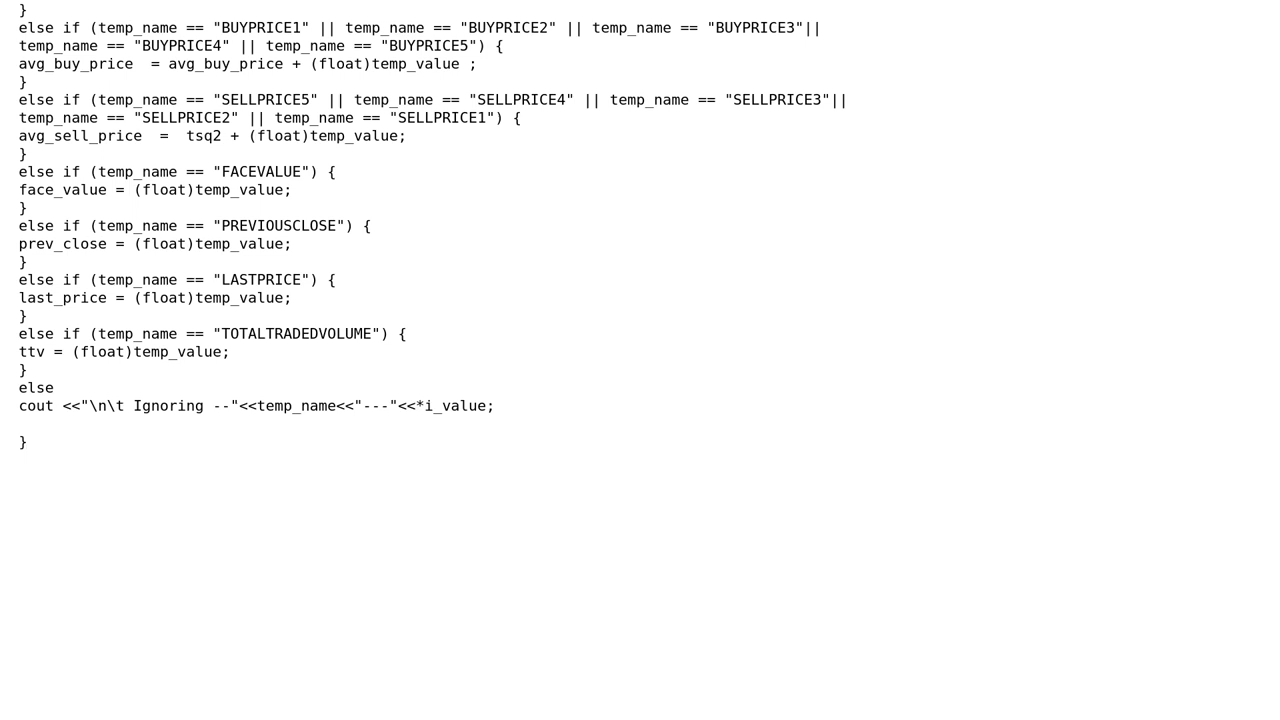 }
else if (temp_name == "BUYPRICE1" || temp_name == "BUYPRICE2" || temp_name == "BUYPRICE3"||
temp_name == "BUYPRICE4" || temp_name == "BUYPRICE5") {
avg_buy_price  = avg_buy_price + (float)temp_value ;
}
else if (temp_name == "SELLPRICE5" || temp_name == "SELLPRICE4" || temp_name == "SELLPRICE3"||
temp_name == "SELLPRICE2" || temp_name == "SELLPRICE1") {
avg_sell_price  =  tsq2 + (float)temp_value;
}
else if (temp_name == "FACEVALUE") {
face_value = (float)temp_value;
}
else if (temp_name == "PREVIOUSCLOSE") {
prev_close = (float)temp_value;
}
else if (temp_name == "LASTPRICE") {
last_price = (float)temp_value;
}
else if (temp_name == "TOTALTRADEDVOLUME") {
ttv = (float)temp_value;
}
else
cout <<"\n\t Ignoring --"<<temp_name<<"---"<<*i_value;

}